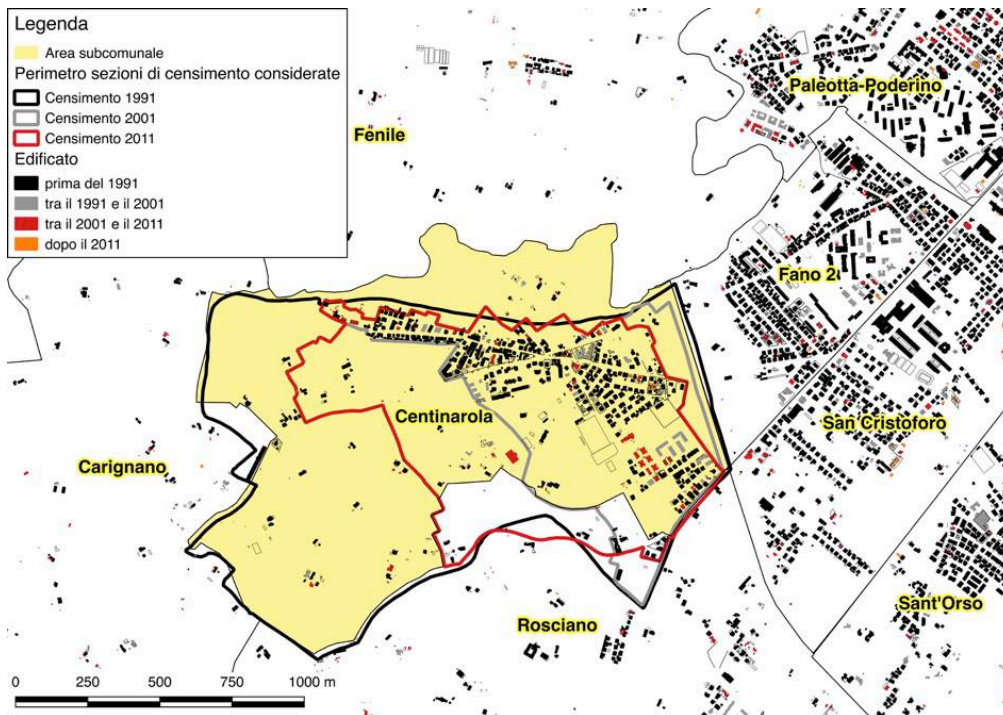 Legenda
Area subcomunale
Perimetro sezioni di censimento considerate
Censimento 1991
Censimento 2001
Censimento 2011
Edificato
prima del 1991
tra il 1991 e il 2001
tra il 2001 e il 2011
dopo il 2011
Paleotta-Poderino
Fenile
Fano 2
Centinarola
San Cristoforo
Carignano
Sant'Orso
Rosciano
0 250 500 750 1000 m